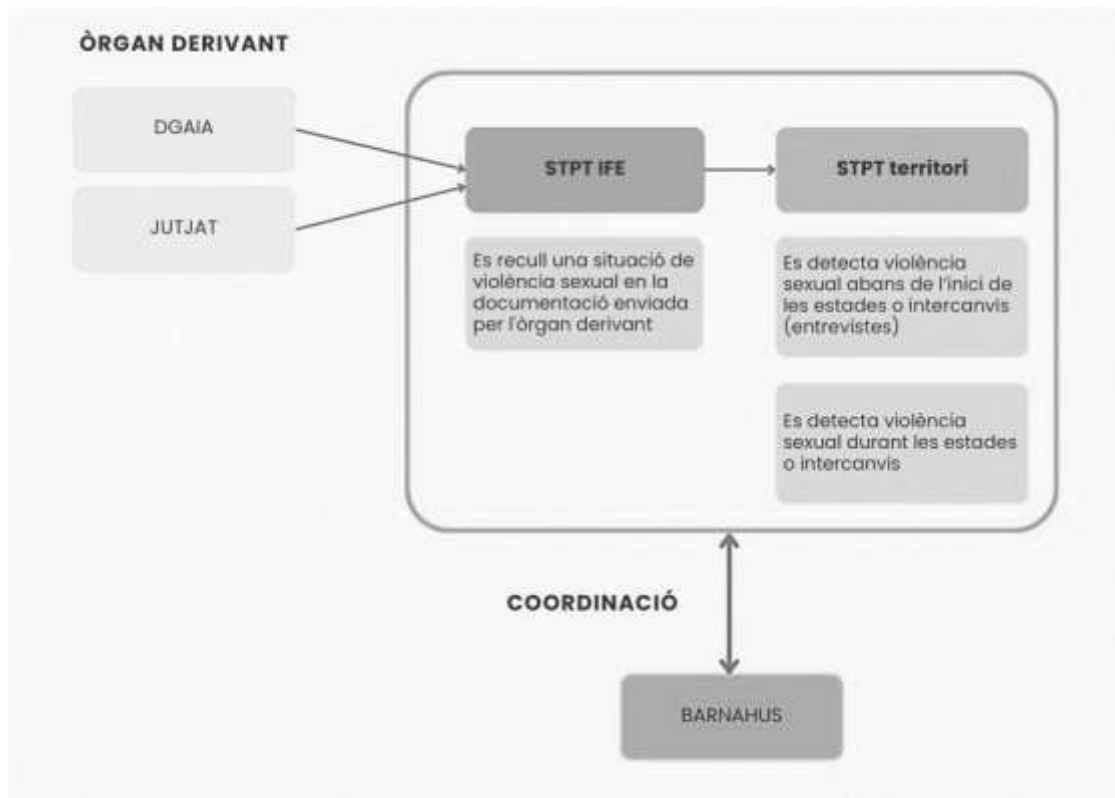 ÒRGAN DERIVANT
DGAIA
JUTJAT
STPT IFE
Es recull una situació de
violència sexual en la
documentació enviada
per l'òrgan derivant
STPT territori
Es detecta violència
sexual abans de l'inici de
les estades o intercanvis
(entrevistes)
Es detecta violència
sexual durant les estades
o intercanvis
COORDINACIÓ
BARNAHUS